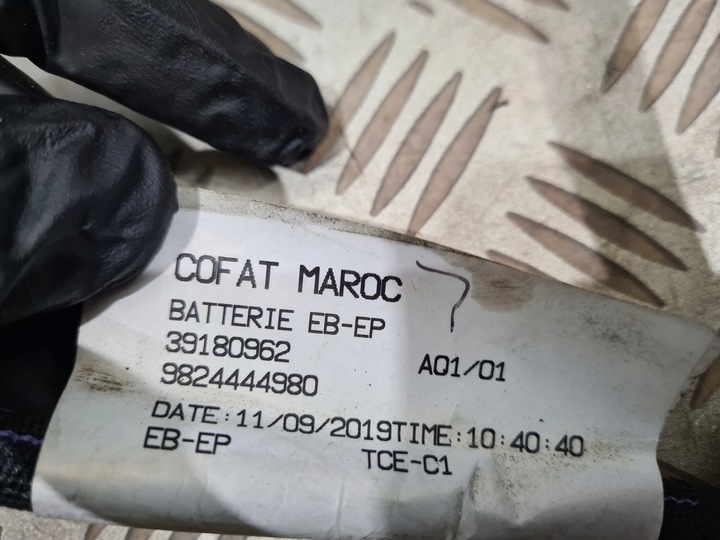 COFAT MAROC
BATTERIE EB-EP
39180962 A01/01
9824444980
DATE:11/09/2019TIME:10:40:40
EB-EP TCE-C1